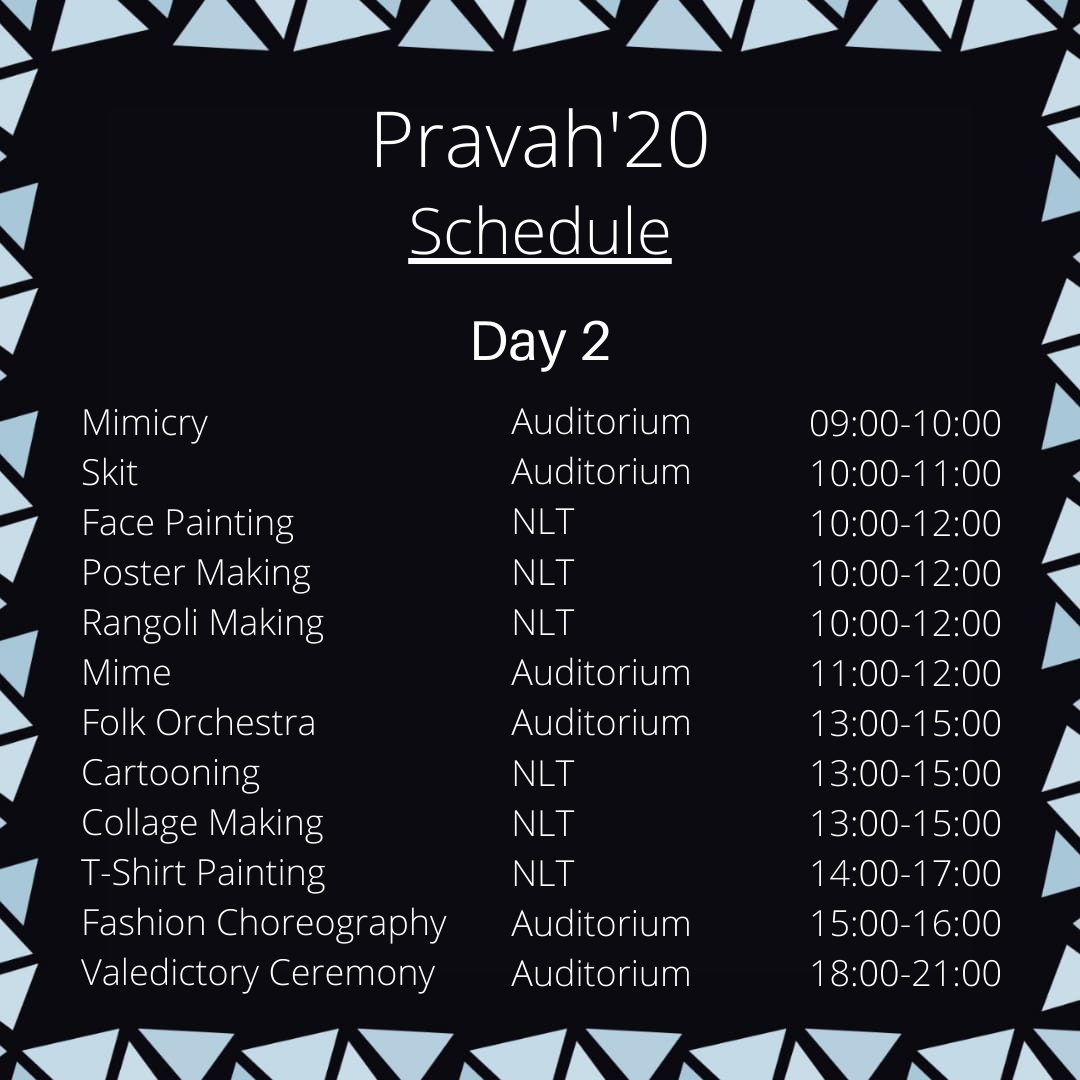 Pravah'20
Schedule
Day 2
Mimicry Auditorium 09:00-10:00
Skit Auditorium 10:00-11:00
Face Painting NLT 10:00-12:00
Poster Making NLT 10:00-12:00
Rangoli Making NLT 10:00-12:00
Mime Auditorium 11:00-12:00
Folk Orchestra Auditorium 13:00-15:00
Cartooning NLT 13:00-15:00
Collage Making NLT 13:00-15:00
T-Shirt Painting NLT 14:00-17:00
Fashion Choreography Auditorium 15:00-16:00
Valedictory Ceremony Auditorium 18:00-21:00